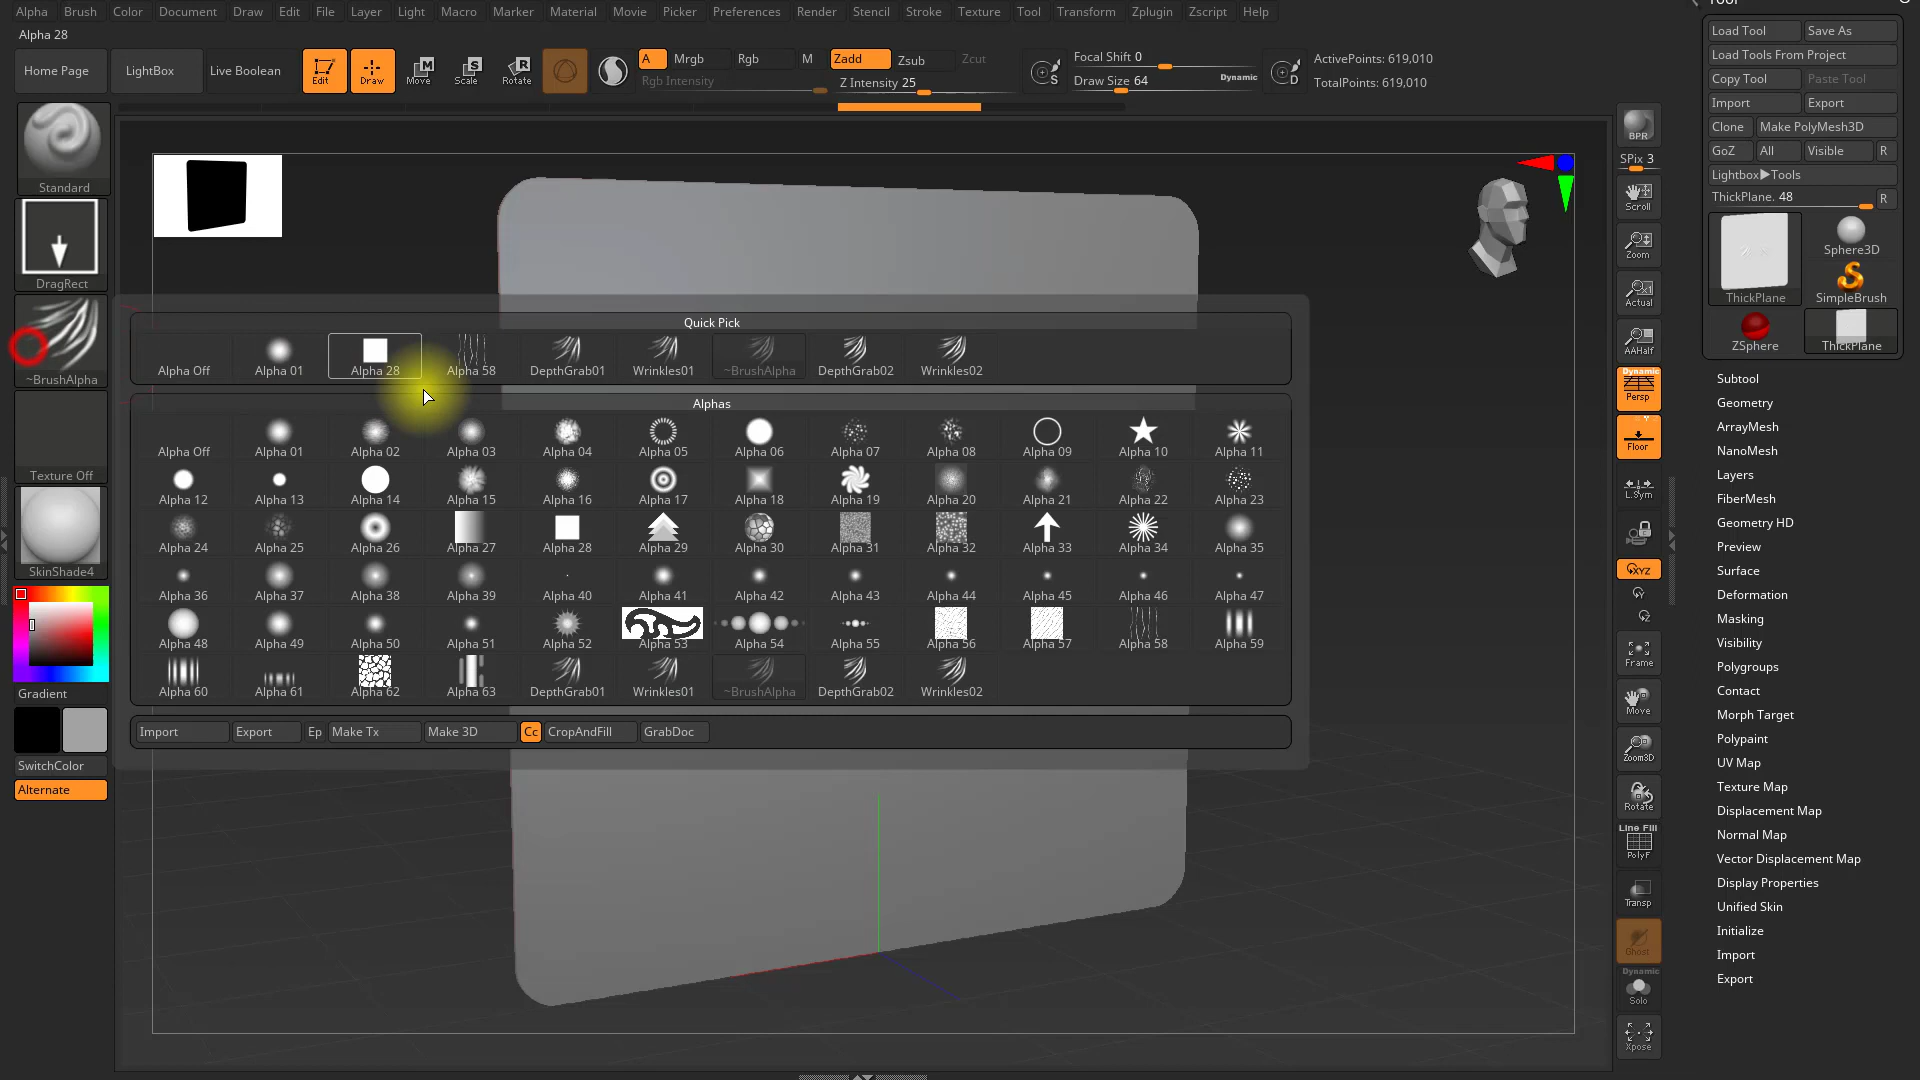 Alpha Brush Color Document Draw Edit File Layer Light Macro Marker Material Movie Picker Preferences Render Stencil Stroke Texture Tool Transform Zplugin Zscript Help
Alpha 28
Home Page LightBox Live Boolean Edit Draw Move Scale Rotate
A Mrgb Rgb M Zadd Zsub Zcut
Rgb Intensity Z Intensity 25
Focal Shift 0
Draw Size 64 Dynamic
ActivePoints: 619,010
TotalPoints: 619,010
Standard
DragRect
~BrushAlpha
Texture Off
SkinShade4
Gradient
SwitchColor
Alternate
Quick Pick
Alpha Off Alpha 01 Alpha 28 Alpha 58 DepthGrab01 Wrinkles01 ~BrushAlpha DepthGrab02 Wrinkles02
Alphas
Alpha Off Alpha 01 Alpha 02 Alpha 03 Alpha 04 Alpha 05 Alpha 06 Alpha 07 Alpha 08 Alpha 09 Alpha 10 Alpha 11
Alpha 12 Alpha 13 Alpha 14 Alpha 15 Alpha 16 Alpha 17 Alpha 18 Alpha 19 Alpha 20 Alpha 21 Alpha 22 Alpha 23
Alpha 24 Alpha 25 Alpha 26 Alpha 27 Alpha 28 Alpha 29 Alpha 30 Alpha 31 Alpha 32 Alpha 33 Alpha 34 Alpha 35
Alpha 36 Alpha 37 Alpha 38 Alpha 39 Alpha 40 Alpha 41 Alpha 42 Alpha 43 Alpha 44 Alpha 45 Alpha 46 Alpha 47
Alpha 48 Alpha 49 Alpha 50 Alpha 51 Alpha 52 Alpha 53 Alpha 54 Alpha 55 Alpha 56 Alpha 57 Alpha 58 Alpha 59
Alpha 60 Alpha 61 Alpha 62 Alpha 63 DepthGrab01 Wrinkles01 ~BrushAlpha DepthGrab02 Wrinkles02
Import Export Ep Make Tx Make 3D Cc CropAndFill GrabDoc
BPR
SPix 3
Scroll
Zoom
Actual
AAHalf
Dynamic
Persp
Floor
L.Sym
XYZ
Frame
Move
Zoom3D
Rotate
Line Fill
PolyF
Transp
Ghost
Dynamic
Solo
Xpose
Load Tool Save As
Load Tools From Project
Copy Tool Paste Tool
Import Export
Clone Make PolyMesh3D
GoZ All Visible R
Lightbox▶Tools
ThickPlane. 48 R
ThickPlane Sphere3D
SimpleBrush
ZSphere ThickPlane
Subtool
Geometry
ArrayMesh
NanoMesh
Layers
FiberMesh
Geometry HD
Preview
Surface
Deformation
Masking
Visibility
Polygroups
Contact
Morph Target
Polypaint
UV Map
Texture Map
Displacement Map
Normal Map
Vector Displacement Map
Display Properties
Unified Skin
Initialize
Import
Export